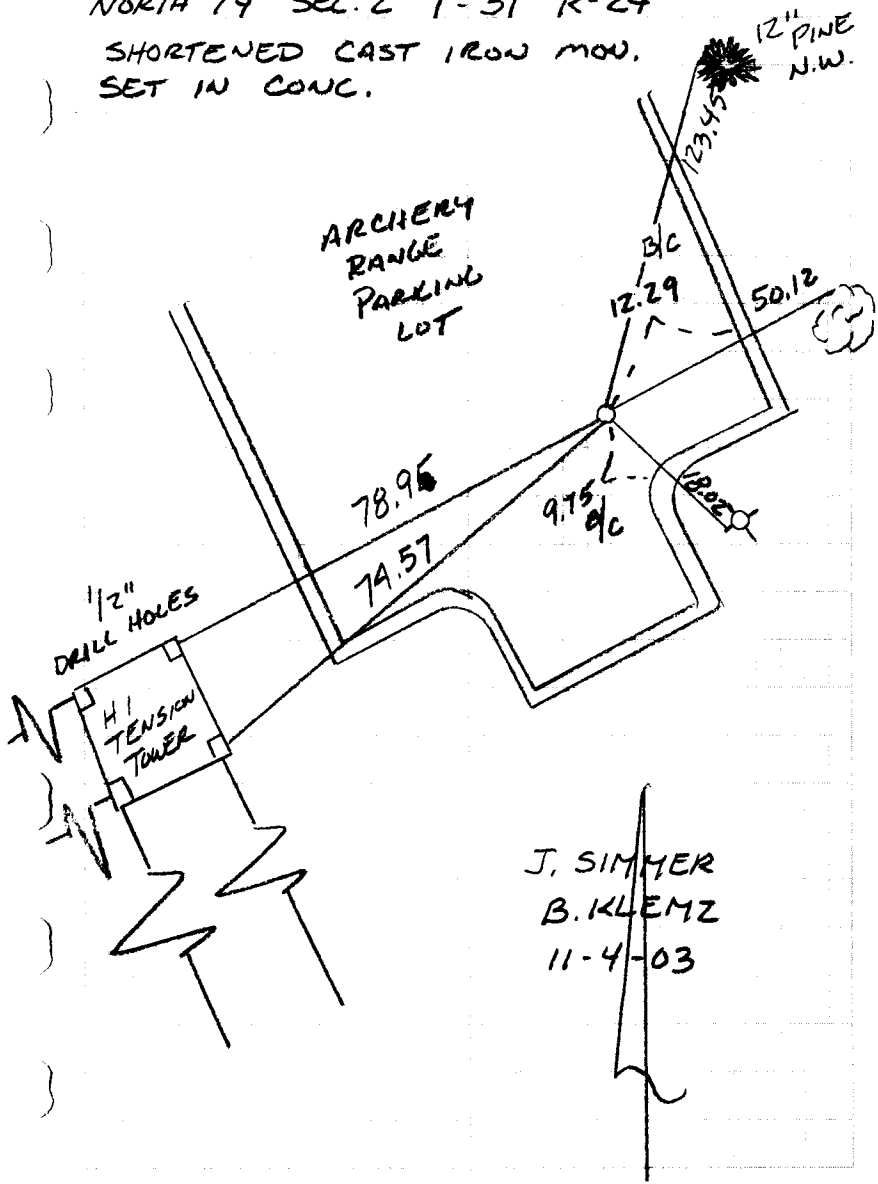 NORTH 1/4 SEC. 2 T-31 R-24
SHORTENED CAST IRON MON.
SET IN CONC.
12" PINE
N.W.
123.45
ARCHERY
RANGE
PARKING
LOT
B/C
12.29
50.12
78.95
74.57
9.75
B/C
18.02
1/2"
DRILL HOLES
HI
TENSION
TOWER
J. SIMMER
B. KLEMZ
11-4-03